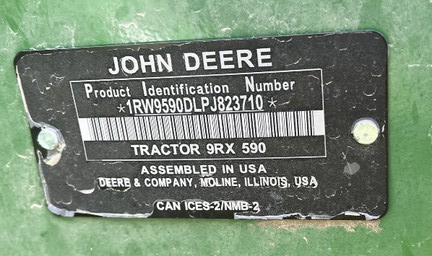 JOHN DEERE
Product Identification Number
*1RW9590DLPJ823710*
TRACTOR 9RX 590
ASSEMBLED IN USA
DEERE & COMPANY, MOLINE, ILLINOIS, USA
CAN ICES-2/NMB-2